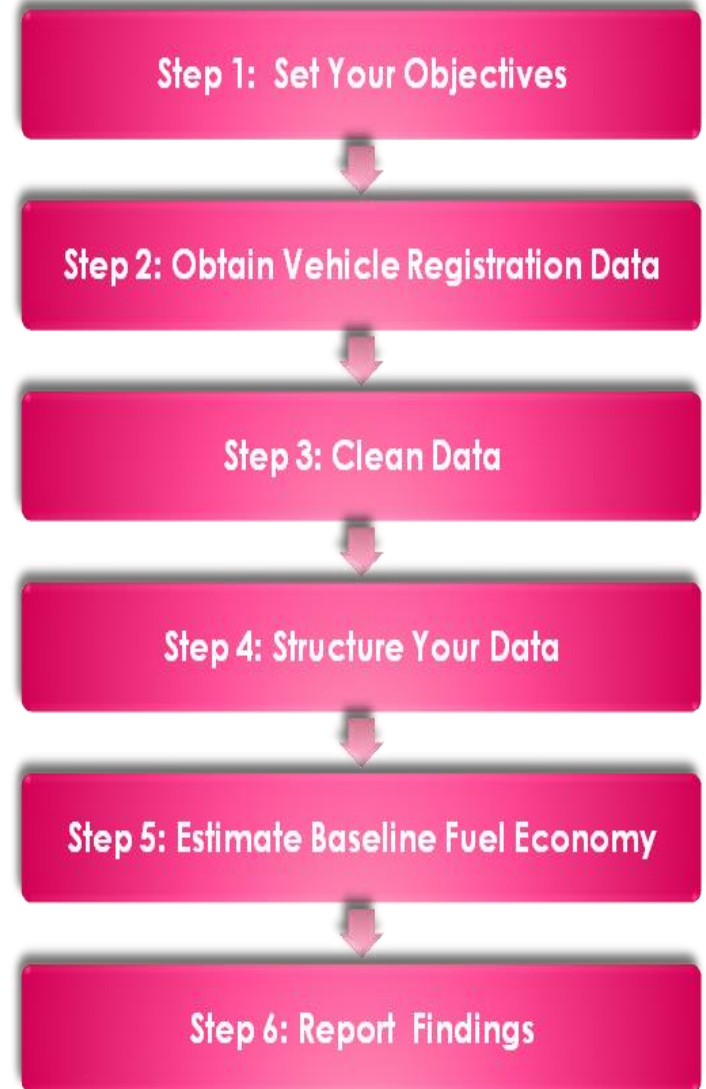 Step 1: Set Your Objectives
Step 2: Obtain Vehicle Registration Data
Step 3: Clean Data
Step 4: Structure Your Data
Step 5: Estimate Baseline Fuel Economy
Step 6: Report Findings